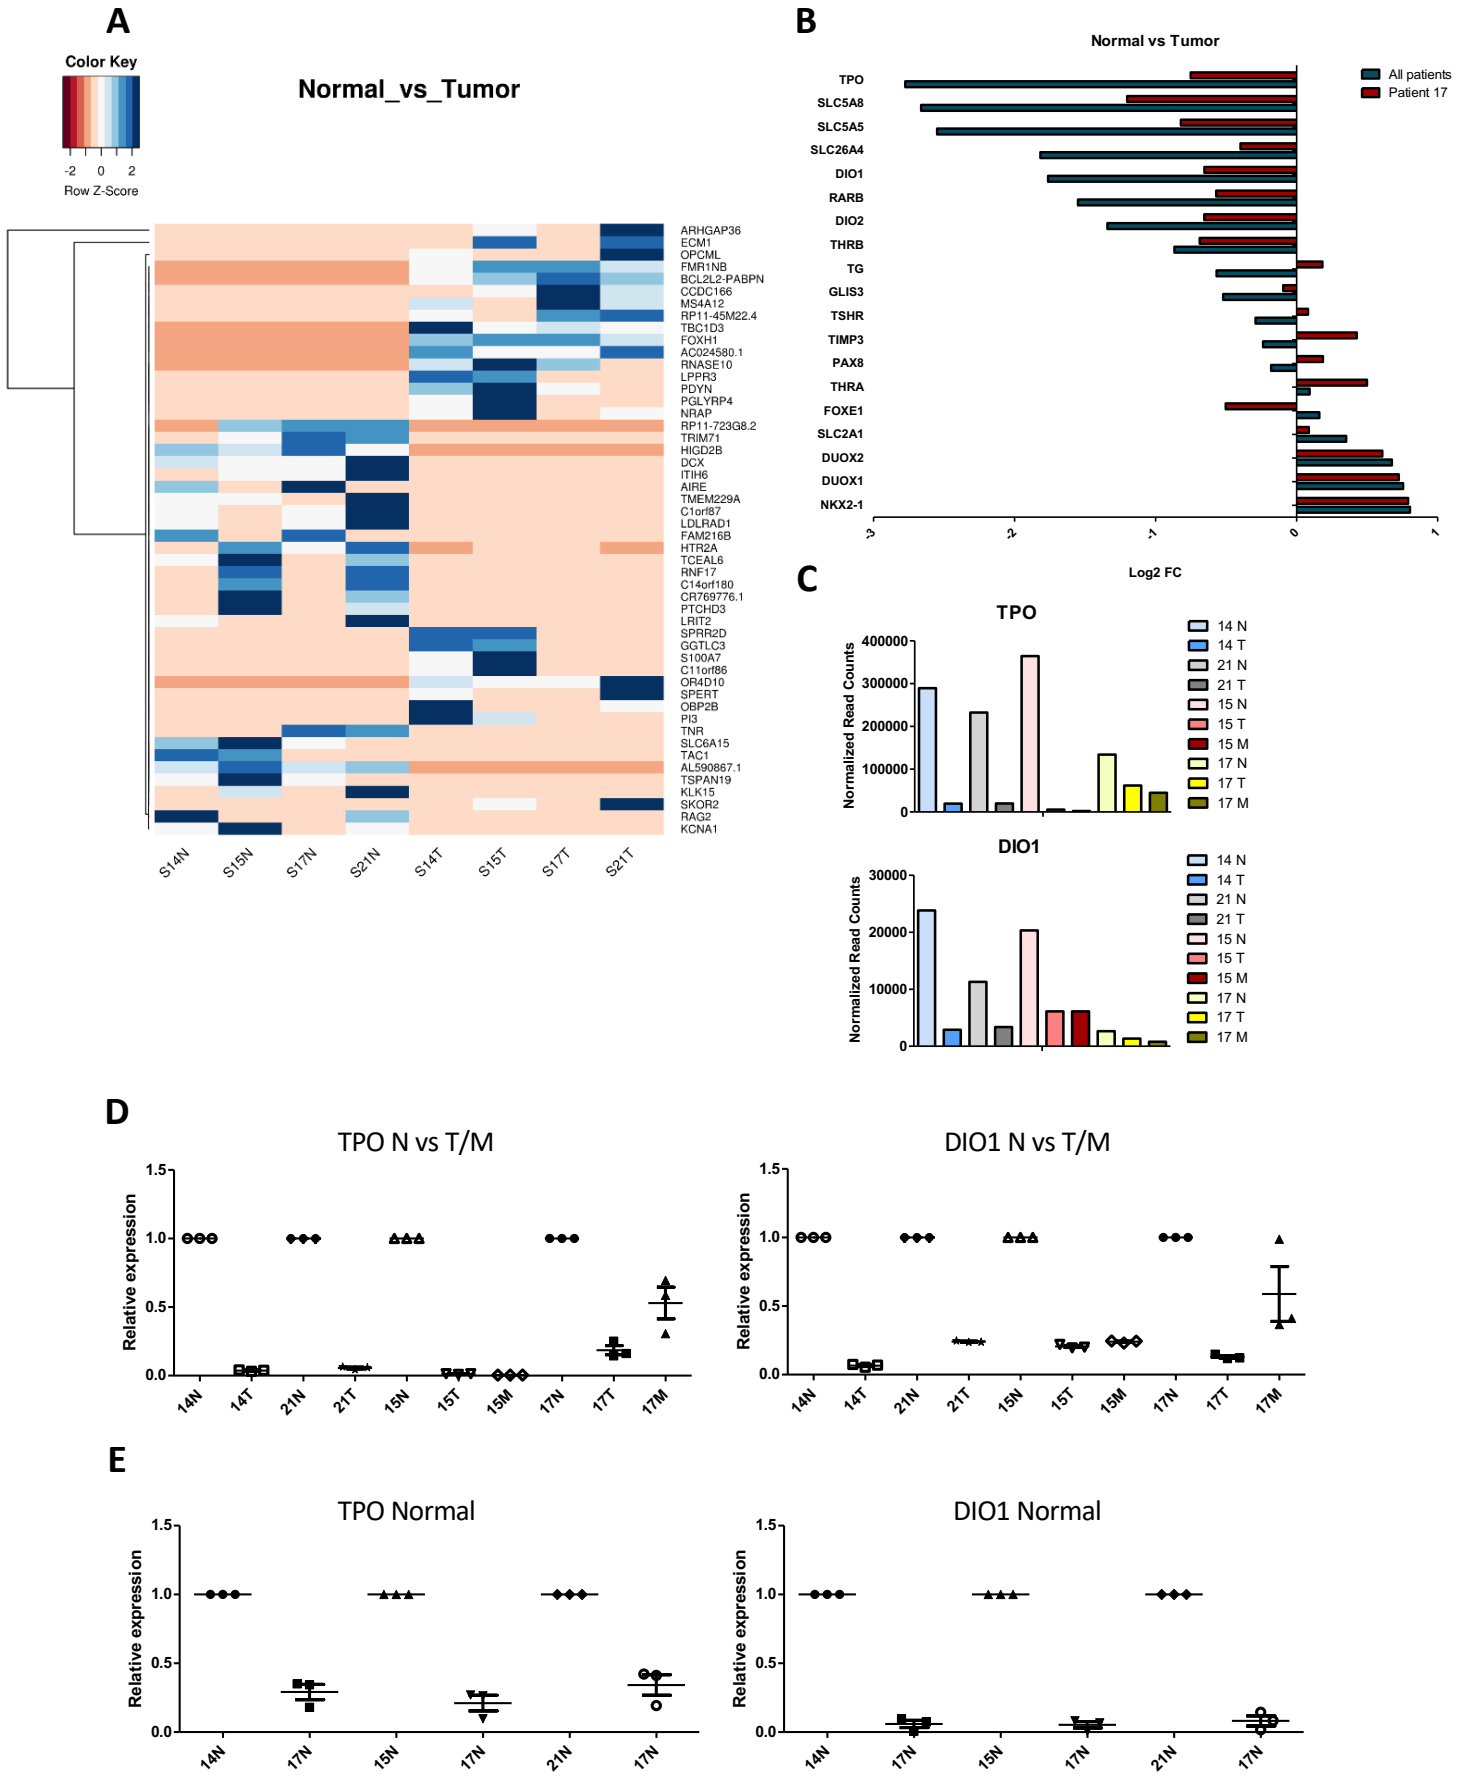 A
Color Key
-2 0 2
Row Z-Score
Normal_vs_Tumor
ARHGAP36
ECM1
OPCML
FMR1NB
BCL2L2-PABPN
CCDC166
MS4A12
RP11-45M22.4
TBC1D3
FOXH1
AC024580.1
RNASE10
LPPR3
PDYN
PGLYRP4
NRAP
RP11-723G8.2
TRIM71
HIGD2B
DCX
ITIH6
AIRE
TMEM229A
C1orf87
LDLRAD1
FAM216B
HTR2A
TCEAL6
RNF17
C14orf180
CR769776.1
PTCHD3
LRIT2
SPRR2D
GGTLC3
S100A7
C11orf86
OR4D10
SPERT
OBP2B
PI3
TNR
SLC6A15
TAC1
AL590867.1
TSPAN19
KLK15
SKOR2
RAG2
KCNA1
S14N S15N S17N S21N S14T S15T S17T S21T
B
Normal vs Tumor
All patients
Patient 17
TPO
SLC5A8
SLC5A5
SLC26A4
DIO1
RARB
DIO2
THRB
TG
GLIS3
TSHR
TIMP3
PAX8
THRA
FOXE1
SLC2A1
DUOX2
DUOX1
NKX2-1
-3 -2 -1 0 1
Log2 FC
C
TPO
Normalized Read Counts
400000
300000
200000
100000
0
14 N
14 T
21 N
21 T
15 N
15 T
15 M
17 N
17 T
17 M
DIO1
Normalized Read Counts
30000
20000
10000
0
14 N
14 T
21 N
21 T
15 N
15 T
15 M
17 N
17 T
17 M
D
TPO N vs T/M
Relative expression
1.5
1.0
0.5
0.0
14N 14T 21N 21T 15N 15T 15M 17N 17T 17M
DIO1 N vs T/M
Relative expression
1.5
1.0
0.5
0.0
14N 14T 21N 21T 15N 15T 15M 17N 17T 17M
E
TPO Normal
Relative expression
1.5
1.0
0.5
0.0
14N 17N 15N 17N 21N 17N
DIO1 Normal
Relative expression
1.5
1.0
0.5
0.0
14N 17N 15N 17N 21N 17N